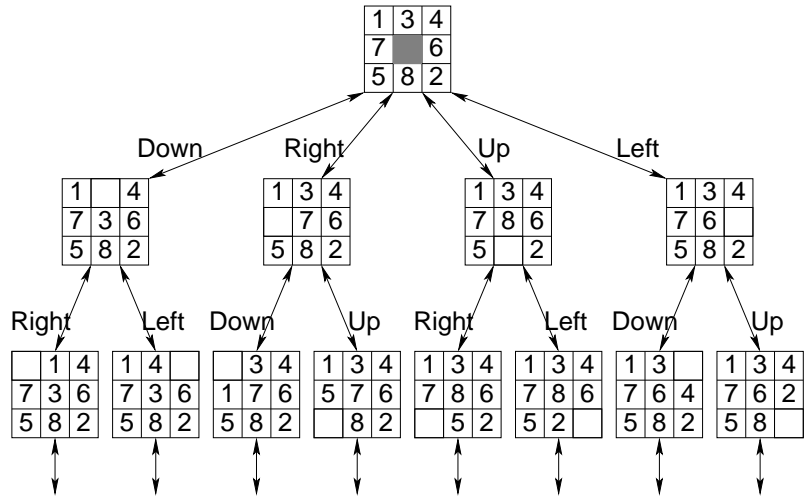 1 3 4
7 6
5 8 2
Down Right Up Left
1 4 1 3 4 1 3 4 1 3 4
7 3 6 7 6 7 8 6 7 6
5 8 2 5 8 2 5 2 5 8 2
Right Left Down Up Right Left Down Up
1 4 1 4 3 4 1 3 4 1 3 4 1 3 4 1 3 1 3 4
7 3 6 7 3 6 1 7 6 5 7 6 7 8 6 7 8 6 7 6 4 7 6 2
5 8 2 5 8 2 5 8 2 8 2 5 2 5 2 5 8 2 5 8